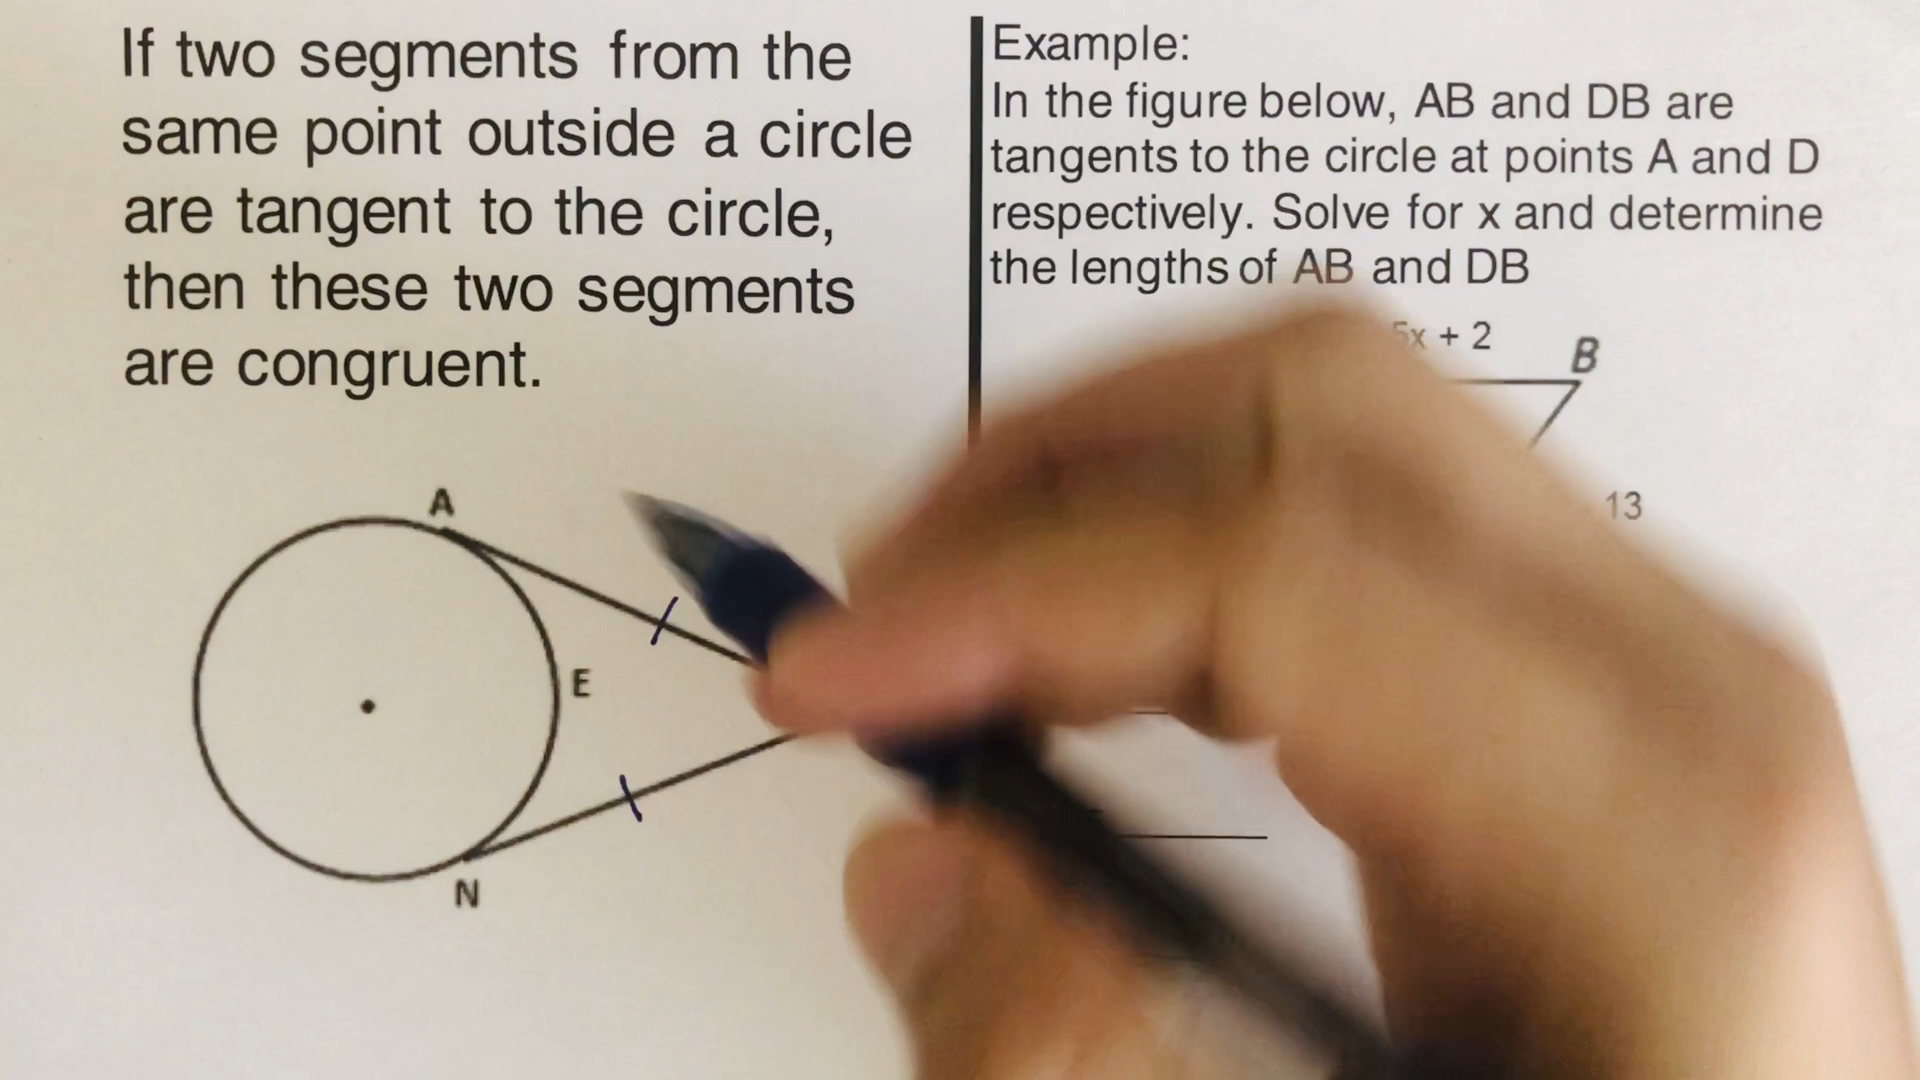 If two segments from the
same point outside a circle
are tangent to the circle,
then these two segments
are congruent.
A
E
N
Example:
In the figure below, AB and DB are
tangents to the circle at points A and D
respectively. Solve for x and determine
the lengths of AB and DB
5x + 2
B
13